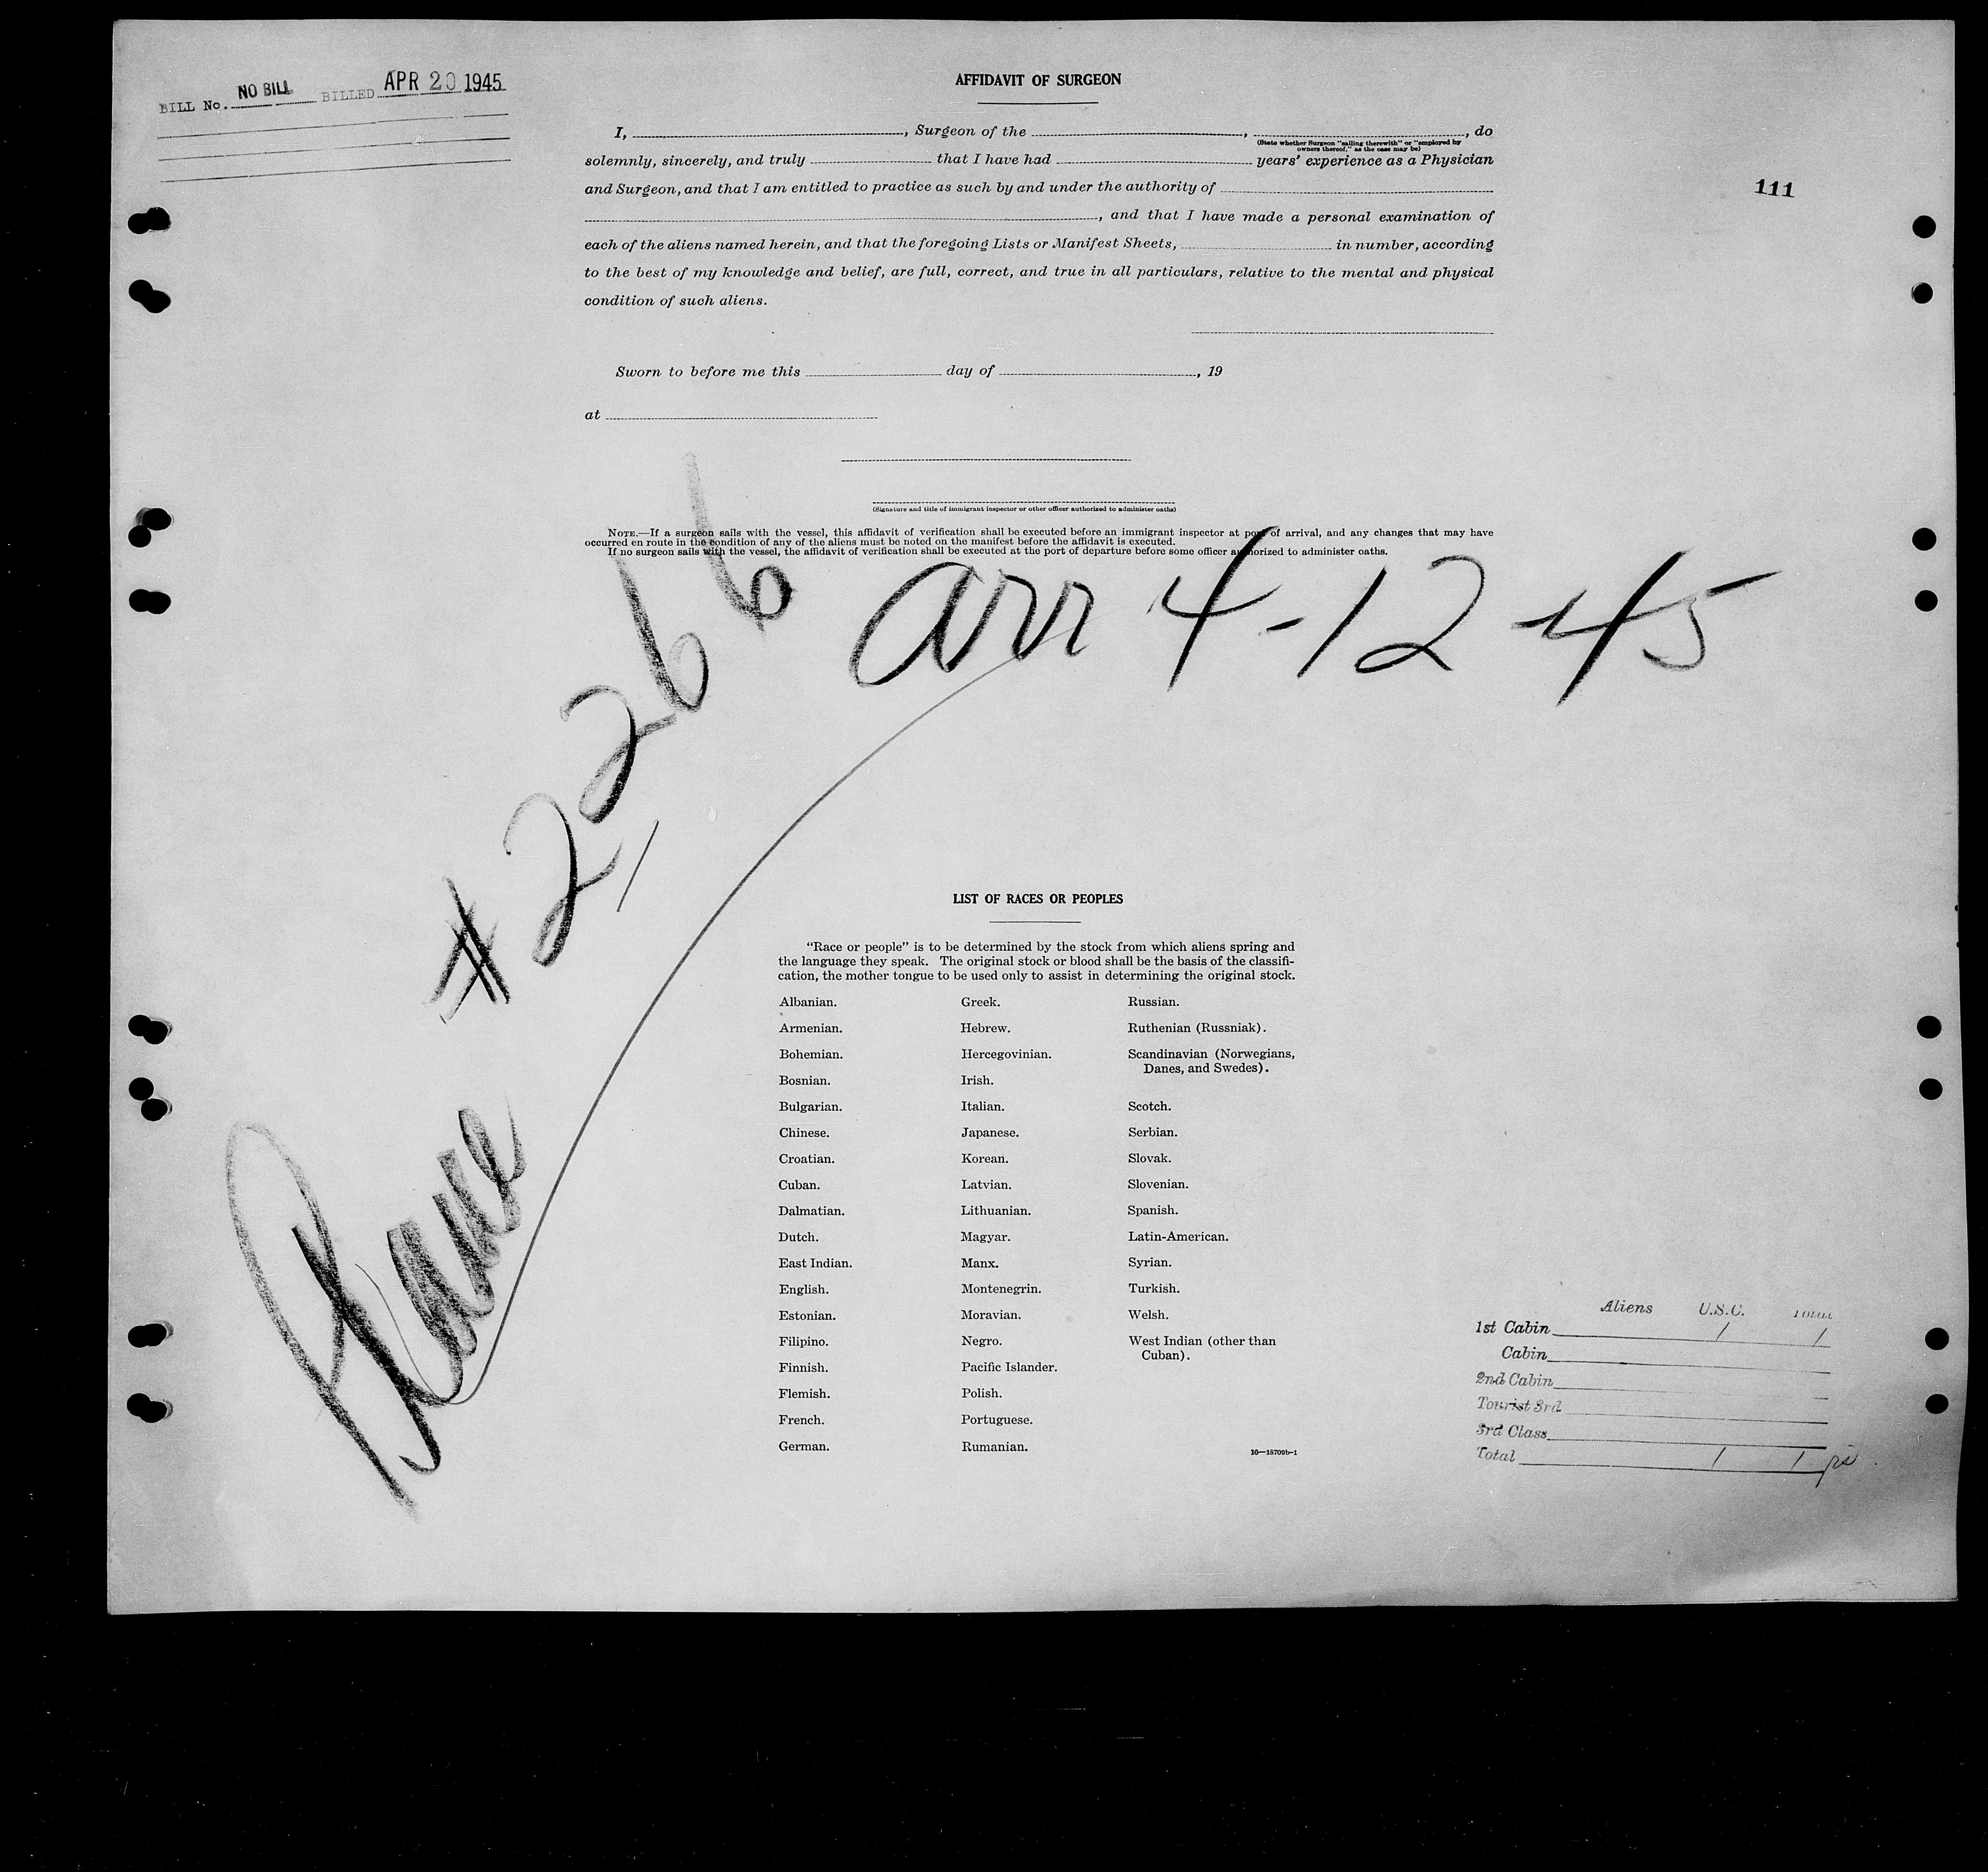 BILL No. NO BILL BILLED APR 20 1945
AFFIDAVIT OF SURGEON
I, , Surgeon of the , , do
(State whether Surgeon "sailing therewith" or "employed by
owners thereof," as the case may be)
solemnly, sincerely, and truly that I have had years' experience as a Physician
and Surgeon, and that I am entitled to practice as such by and under the authority of
111
, and that I have made a personal examination of
each of the aliens named herein, and that the foregoing Lists or Manifest Sheets, in number, according
to the best of my knowledge and belief, are full, correct, and true in all particulars, relative to the mental and physical
condition of such aliens.
Sworn to before me this day of , 19
at
(Signature and title of immigrant inspector or other officer authorized to administer oaths)
NOTE.—If a surgeon sails with the vessel, this affidavit of verification shall be executed before an immigrant inspector at port of arrival, and any changes that may have
occurred en route in the condition of any of the aliens must be noted on the manifest before the affidavit is executed.
If no surgeon sails with the vessel, the affidavit of verification shall be executed at the port of departure before some officer authorized to administer oaths.
arr 4-12-45
#2266
LIST OF RACES OR PEOPLES
"Race or people" is to be determined by the stock from which aliens spring and
the language they speak. The original stock or blood shall be the basis of the classifi-
cation, the mother tongue to be used only to assist in determining the original stock.
Albanian. Greek. Russian.
Armenian. Hebrew. Ruthenian (Russniak).
Bohemian. Hercegovinian. Scandinavian (Norwegians,
Danes, and Swedes).
Bosnian. Irish.
Bulgarian. Italian. Scotch.
Chinese. Japanese. Serbian.
Croatian. Korean. Slovak.
Cuban. Latvian. Slovenian.
Dalmatian. Lithuanian. Spanish.
Dutch. Magyar. Latin-American.
East Indian. Manx. Syrian.
English. Montenegrin. Turkish.
Estonian. Moravian. Welsh.
Filipino. Negro. West Indian (other than
Cuban).
Finnish. Pacific Islander.
Flemish. Polish.
French. Portuguese.
German. Rumanian.
16—18709b-1
Plane
Aliens U.S.C. Total
1st Cabin 1 1
Cabin
2nd Cabin
Tourist 3rd
3rd Class
Total 1 1